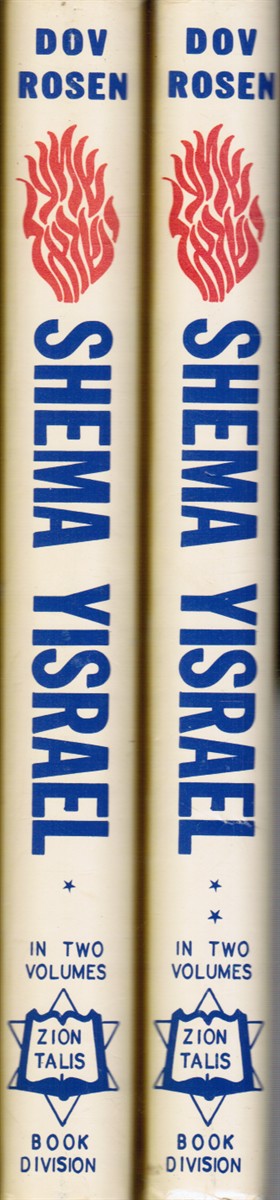 DOV
ROSEN
SHEMA YISRAEL
*
IN TWO
VOLUMES
ZION
TALIS
BOOK
DIVISION
DOV
ROSEN
SHEMA YISRAEL
*
*
IN TWO
VOLUMES
ZION
TALIS
BOOK
DIVISION